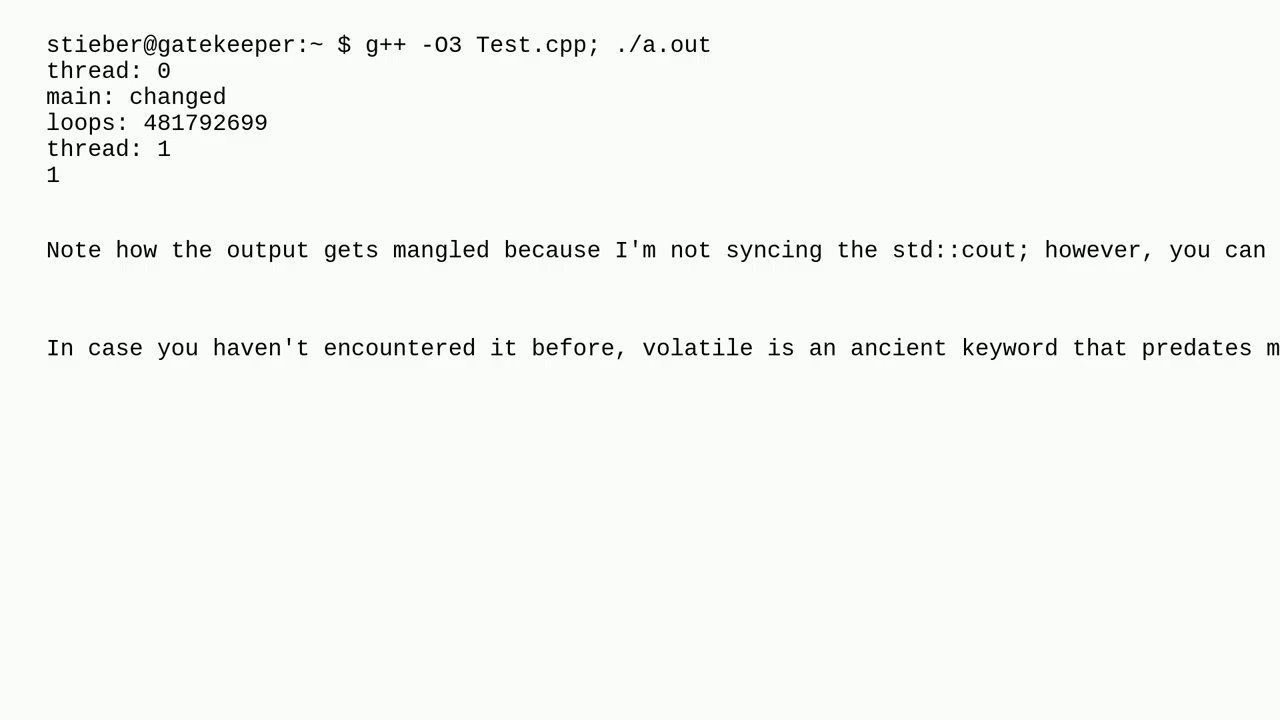 stieber@gatekeeper:~ $ g++ -O3 Test.cpp; ./a.out
thread: 0
main: changed
loops: 481792699
thread: 1
1
Note how the output gets mangled because I'm not syncing the std::cout; however, you can
In case you haven't encountered it before, volatile is an ancient keyword that predates m